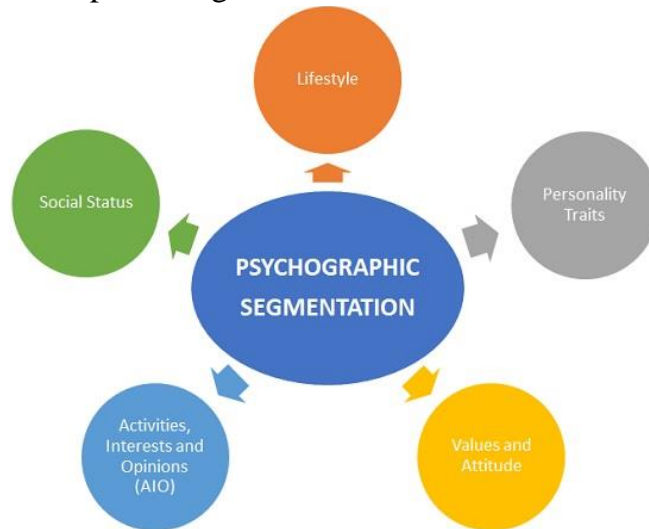 Lifestyle
Social Status
Personality
Traits
PSYCHOGRAPHIC
SEGMENTATION
Activities,
Interests and
Opinions
(AIO)
Values and
Attitude